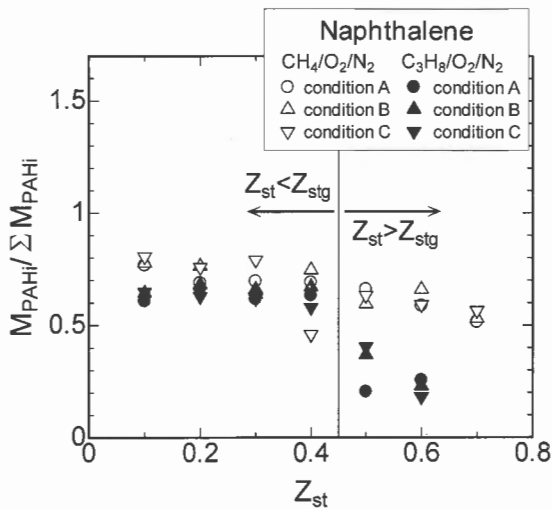 Naphthalene
CH4/O2/N2 C3H8/O2/N2
condition A condition A
condition B condition B
condition C condition C
Zst<Zstg
Zst>Zstg
MPAHi/ Σ MPAHi
1.5
1
0.5
0
0 0.2 0.4 0.6 0.8
Zst